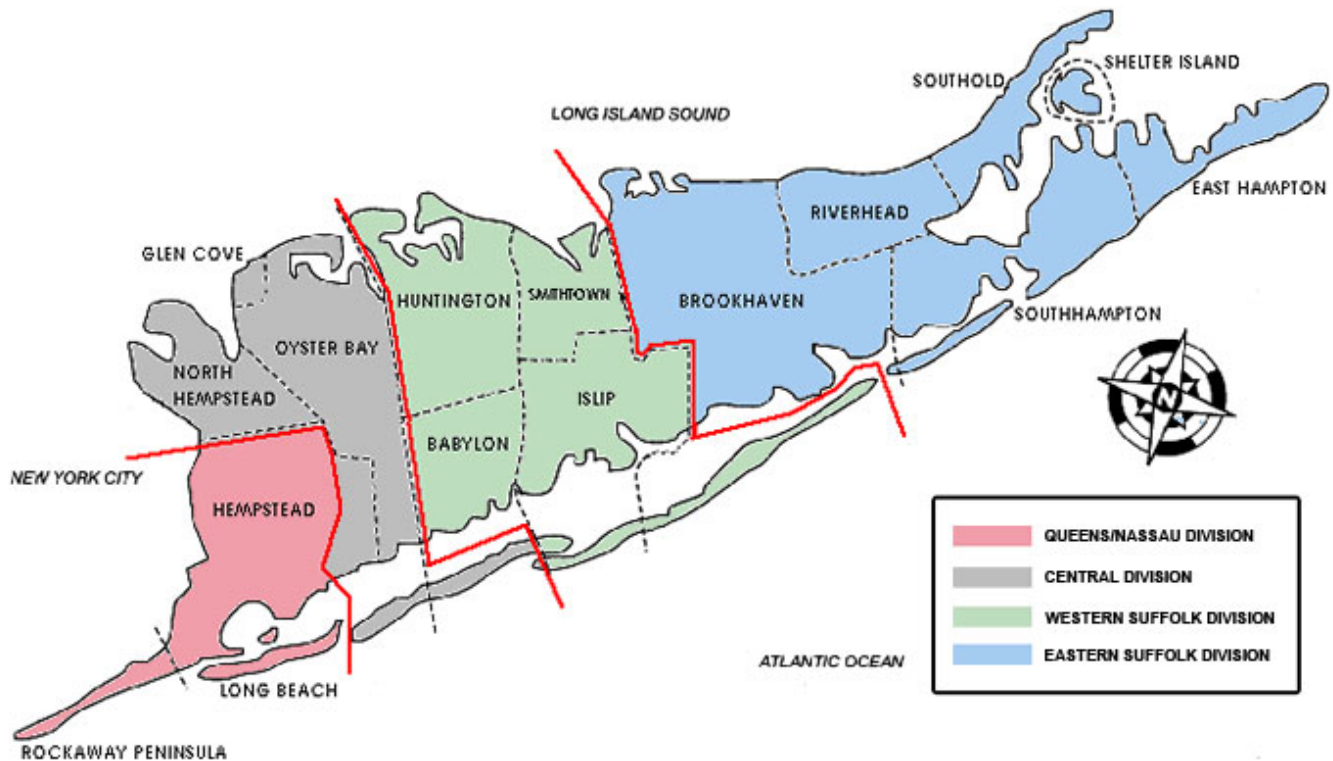 LONG ISLAND SOUND
SOUTHOLD
SHELTER ISLAND
EAST HAMPTON
RIVERHEAD
GLEN COVE
HUNTINGTON
SMITHTOWN
BROOKHAVEN
SOUTHHAMPTON
OYSTER BAY
NORTH
HEMPSTEAD
ISLIP
BABYLON
N
NEW YORK CITY
HEMPSTEAD
QUEENS/NASSAU DIVISION
CENTRAL DIVISION
WESTERN SUFFOLK DIVISION
EASTERN SUFFOLK DIVISION
ATLANTIC OCEAN
LONG BEACH
ROCKAWAY PENINSULA